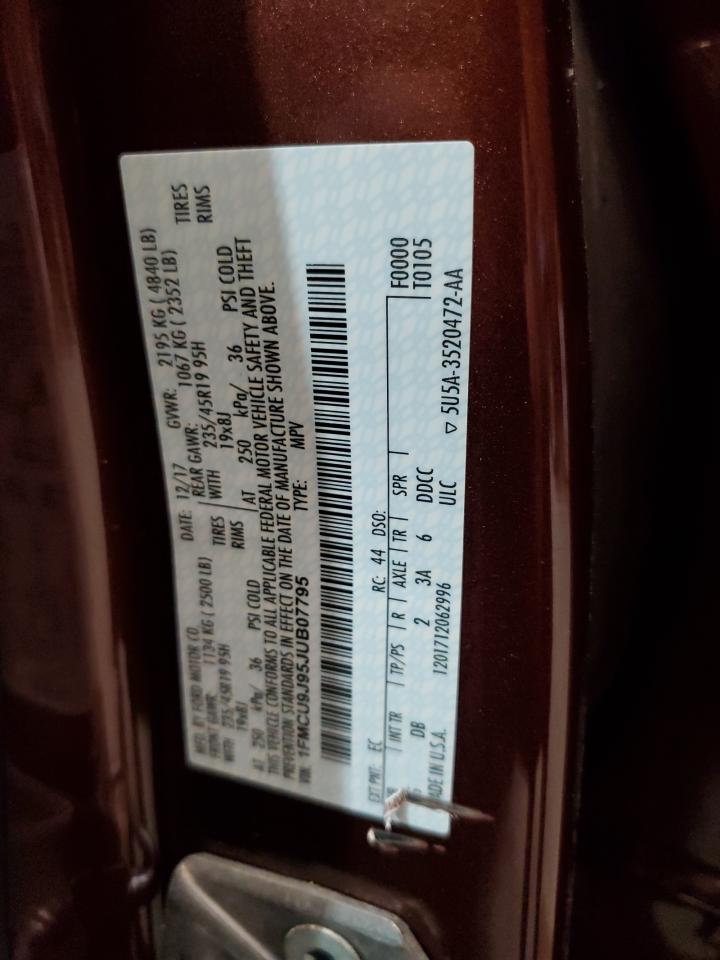 MFD. BY FORD MOTOR CO. DATE: 12/17 GVWR: 2195 KG ( 4840 LB)
FRONT GAWR: 1134 KG ( 2500 LB) REAR GAWR: 1067 KG ( 2352 LB)
WITH 235/45R19 95H TIRES WITH 235/45R19 95H TIRES
19x8J RIMS 19x8J RIMS
AT 250 kPa/ 36 PSI COLD AT 250 kPa/ 36 PSI COLD
THIS VEHICLE CONFORMS TO ALL APPLICABLE FEDERAL MOTOR VEHICLE SAFETY AND THEFT
PREVENTION STANDARDS IN EFFECT ON THE DATE OF MANUFACTURE SHOWN ABOVE.
VIN: 1FMCU9J95JUB07795 TYPE: MPV
EXT PNT: EC RC: 44 DSO: F0000
INT TR TP/PS R AXLE TR SPR T0105
DB 2 3A 6 DDCC
MADE IN U.S.A. 1201712062996 ULC ▽ 5U5A-3520472-AA